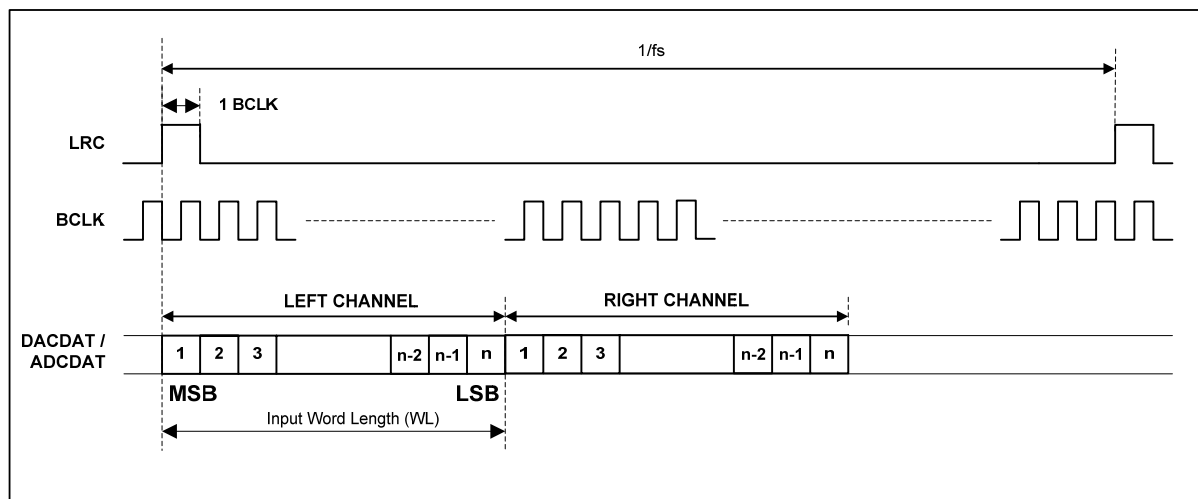 1/fs
1 BCLK
LRC
BCLK
LEFT CHANNEL
RIGHT CHANNEL
DACDAT /
ADCDAT
1 2 3 n-2 n-1 n 1 2 3 n-2 n-1 n
MSB LSB
Input Word Length (WL)